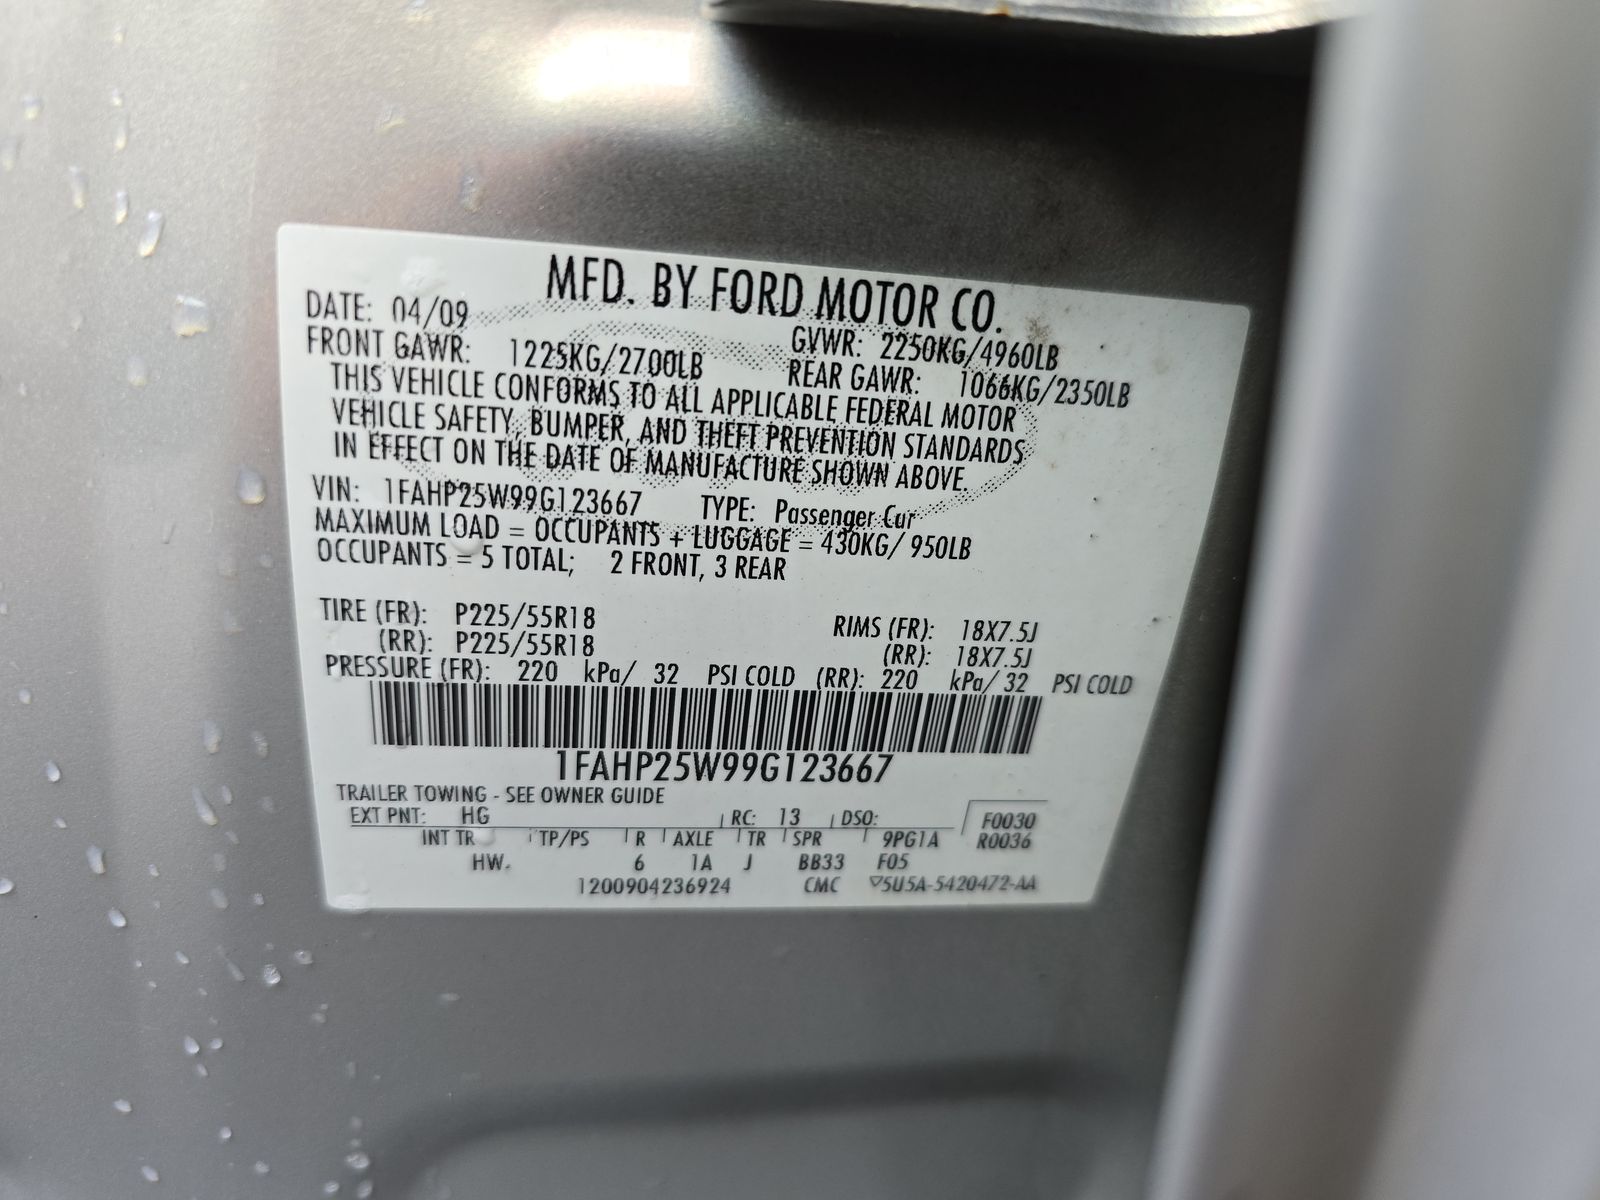 MFD. BY FORD MOTOR CO.
DATE: 04/09 GVWR: 2250KG/4960LB
FRONT GAWR: 1225KG/2700LB REAR GAWR: 1066KG/2350LB
THIS VEHICLE CONFORMS TO ALL APPLICABLE FEDERAL MOTOR
VEHICLE SAFETY, BUMPER, AND THEFT PREVENTION STANDARDS
IN EFFECT ON THE DATE OF MANUFACTURE SHOWN ABOVE.
VIN: 1FAHP25W99G123667 TYPE: Passenger Car
MAXIMUM LOAD = OCCUPANTS + LUGGAGE = 430KG/ 950LB
OCCUPANTS = 5 TOTAL; 2 FRONT, 3 REAR
TIRE (FR): P225/55R18 RIMS (FR): 18X7.5J
(RR): P225/55R18 (RR): 18X7.5J
PRESSURE (FR): 220 kPa/ 32 PSI COLD (RR): 220 kPa/ 32 PSI COLD
1FAHP25W99G123667
TRAILER TOWING - SEE OWNER GUIDE
EXT PNT: HG RC: 13 DSO: F0030
INT TR TP/PS R AXLE TR SPR 9PG1A R0036
HW. 6 1A J BB33 F05
1200904236924 CMC ▽5U5A-5420472-AA